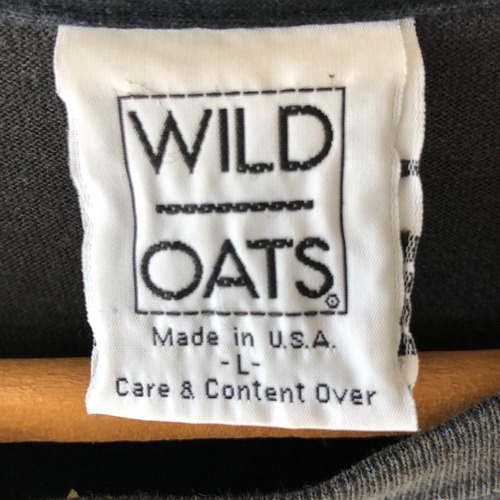 WILD
OATS®
Made in U.S.A.
-L-
Care & Content Over